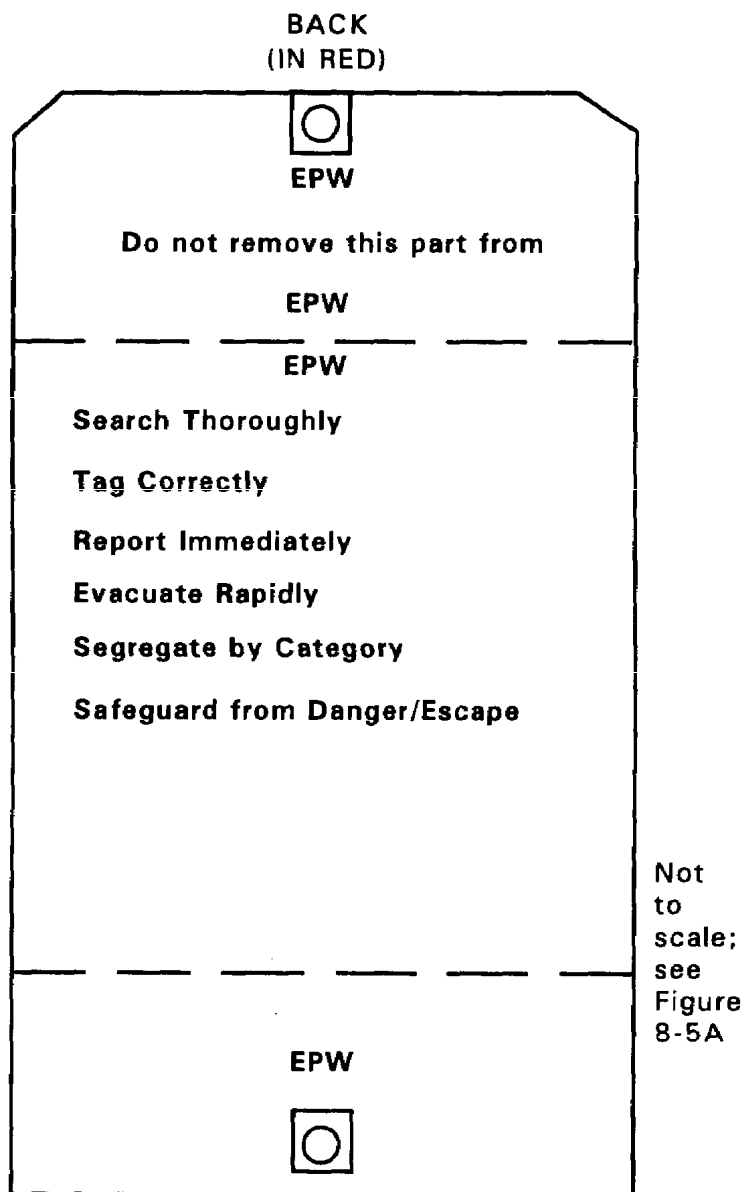 BACK
(IN RED)
EPW
Do not remove this part from
EPW
EPW
Search Thoroughly
Tag Correctly
Report Immediately
Evacuate Rapidly
Segregate by Category
Safeguard from Danger/Escape
Not
to
scale;
see
Figure
8-5A
EPW